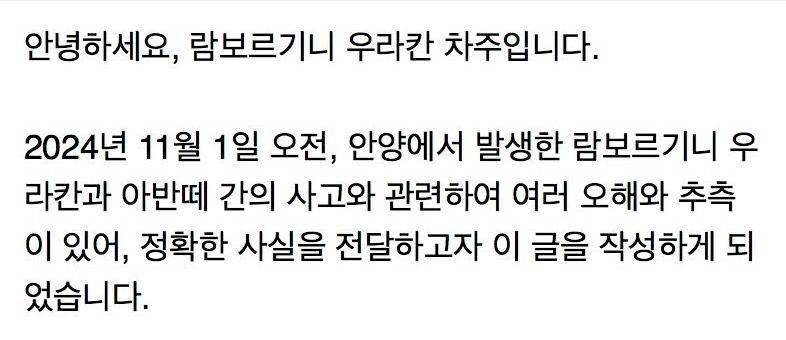 안녕하세요, 람보르기니 우라칸 차주입니다.
2024년 11월 1일 오전, 안양에서 발생한 람보르기니 우
라칸과 아반떼 간의 사고와 관련하여 여러 오해와 추측
이 있어, 정확한 사실을 전달하고자 이 글을 작성하게 되
었습니다.